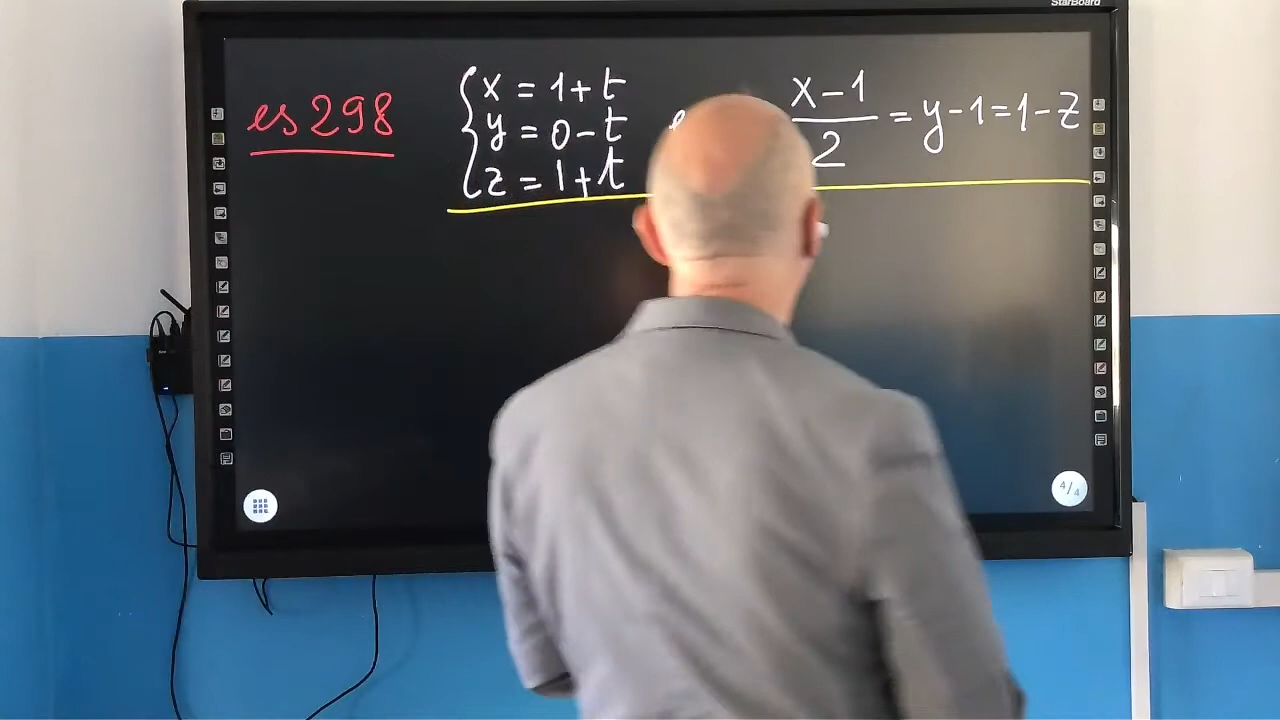 StarBoard
es 298
x = 1 + t
y = 0 - t
z = 1 + t
e
x - 1 / 2 = y - 1 = 1 - z
4/4